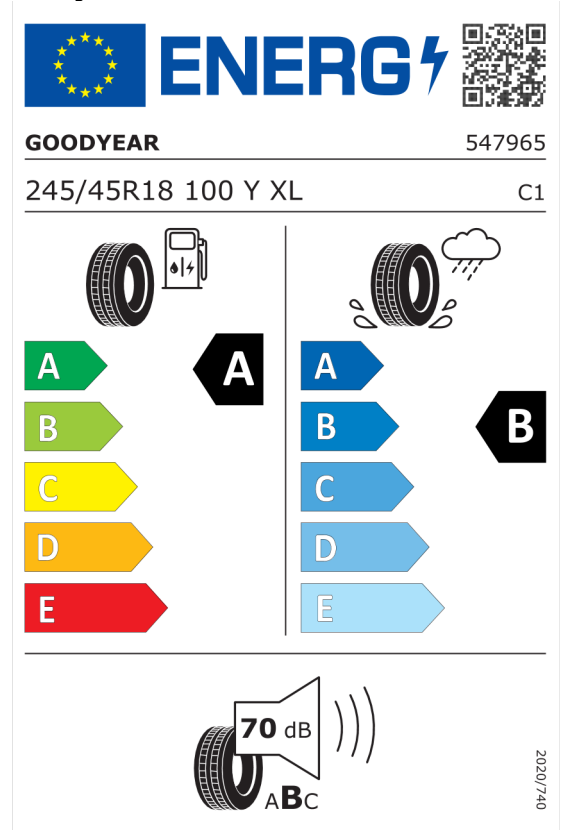 ENERG
GOODYEAR 547965
245/45R18 100 Y XL C1
A A A
B B B
C C
D D
E E
70 dB
ABC
2020/740